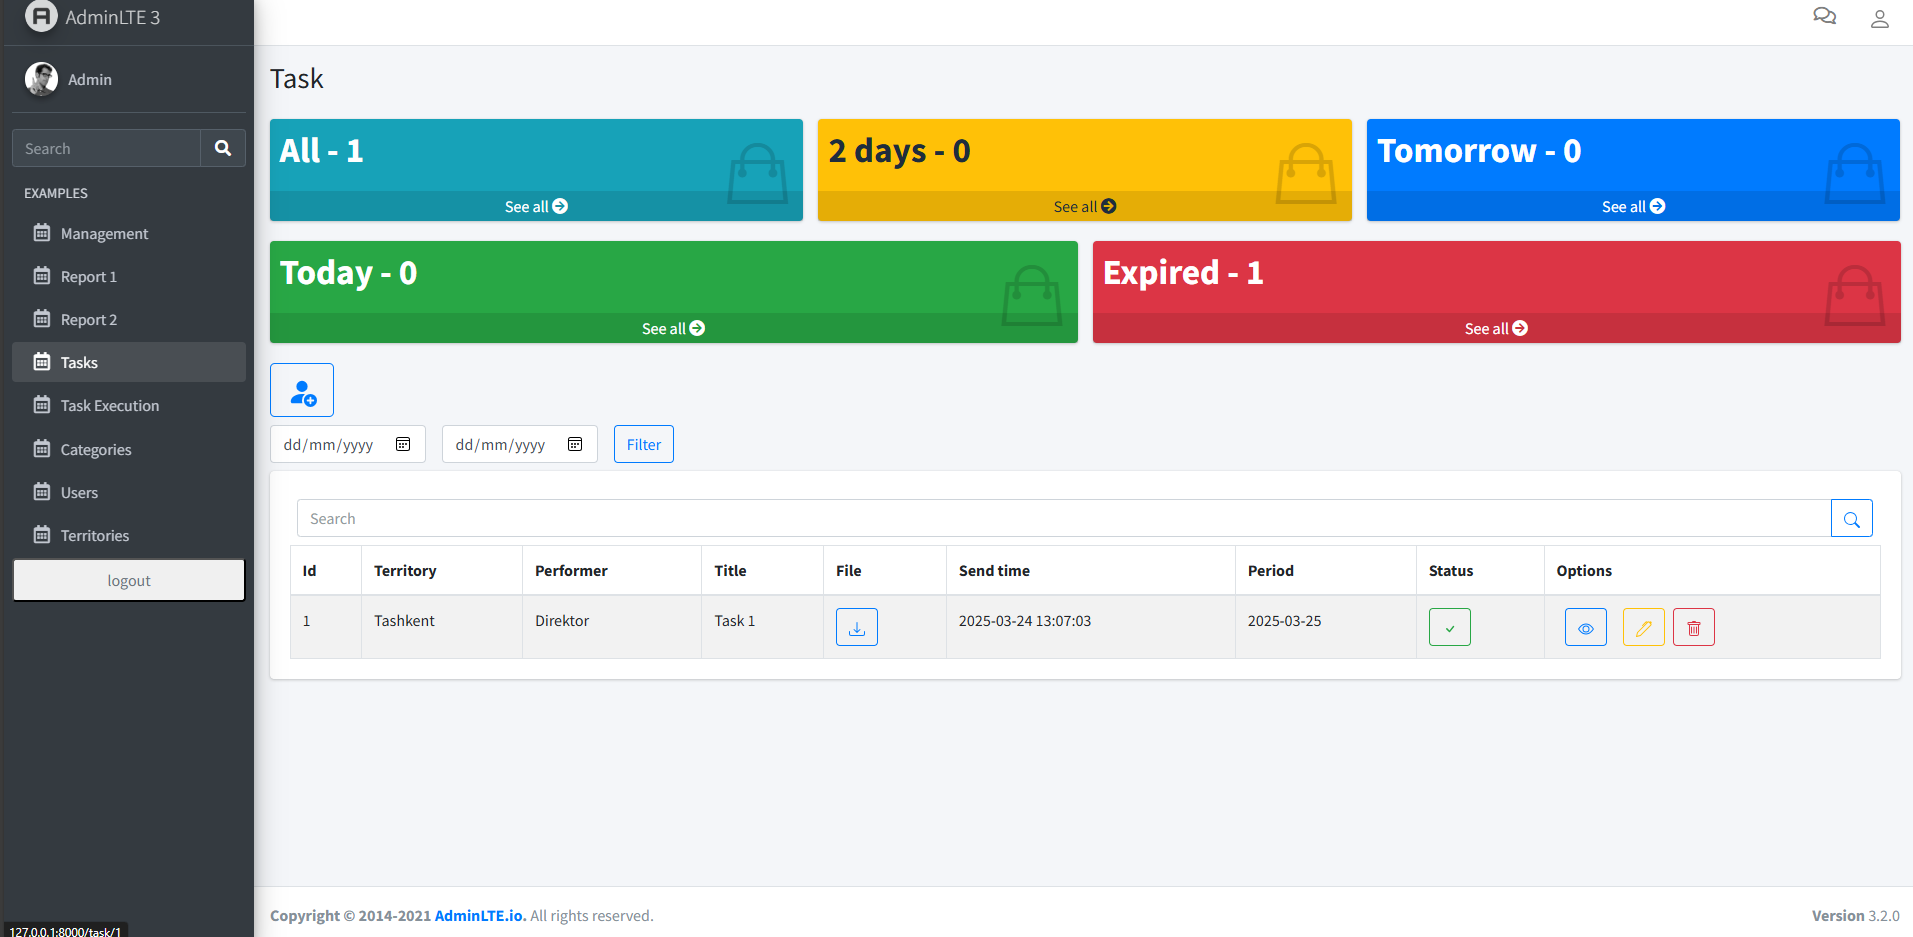 AdminLTE 3
Admin
Search
EXAMPLES
Management
Report 1
Report 2
Tasks
Task Execution
Categories
Users
Territories
logout
Task
All - 1
See all
2 days - 0
See all
Tomorrow - 0
See all
Today - 0
See all
Expired - 1
See all
dd/mm/yyyy dd/mm/yyyy Filter
Search
Id Territory Performer Title File Send time Period Status Options
1 Tashkent Direktor Task 1 2025-03-24 13:07:03 2025-03-25
Copyright © 2014-2021 AdminLTE.io. All rights reserved.
Version 3.2.0
127.0.0.1:8000/task/1